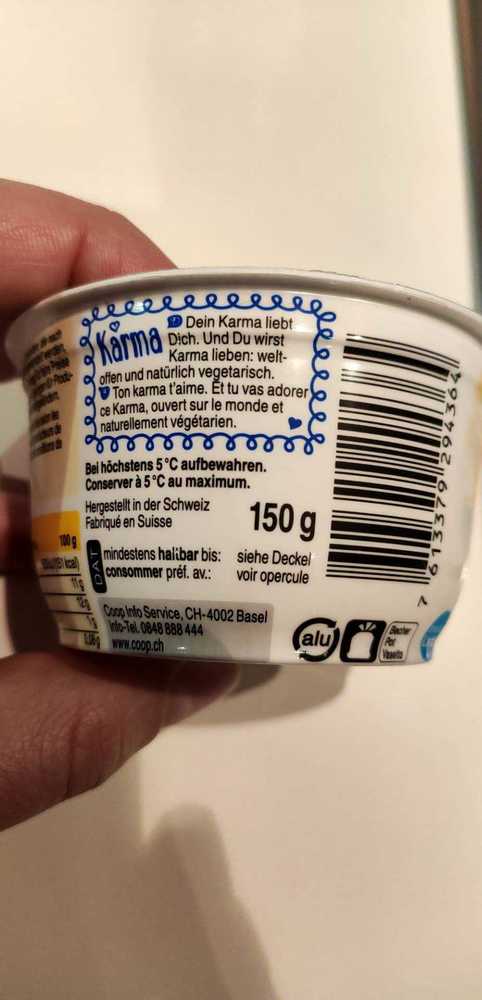 Karma
D Dein Karma liebt
Dich. Und Du wirst
Karma lieben: welt-
offen und natürlich vegetarisch.
Ton karma t'aime. Et tu vas adorer
ce Karma, ouvert sur le monde et
naturellement végétarien.
Bei höchstens 5°C aufbewahren.
Conserver à 5°C au maximum.
Hergestellt in der Schweiz
Fabriqué en Suisse
150 g
DAT
mindestens haltbar bis: siehe Deckel
consommer préf. av.: voir opercule
Coop Info Service, CH-4002 Basel
Info-Tel. 0848 888 444
www.coop.ch
alu
Becher
Pot
Vasetto
7 613379 294364
100 g
11g
12g
1g